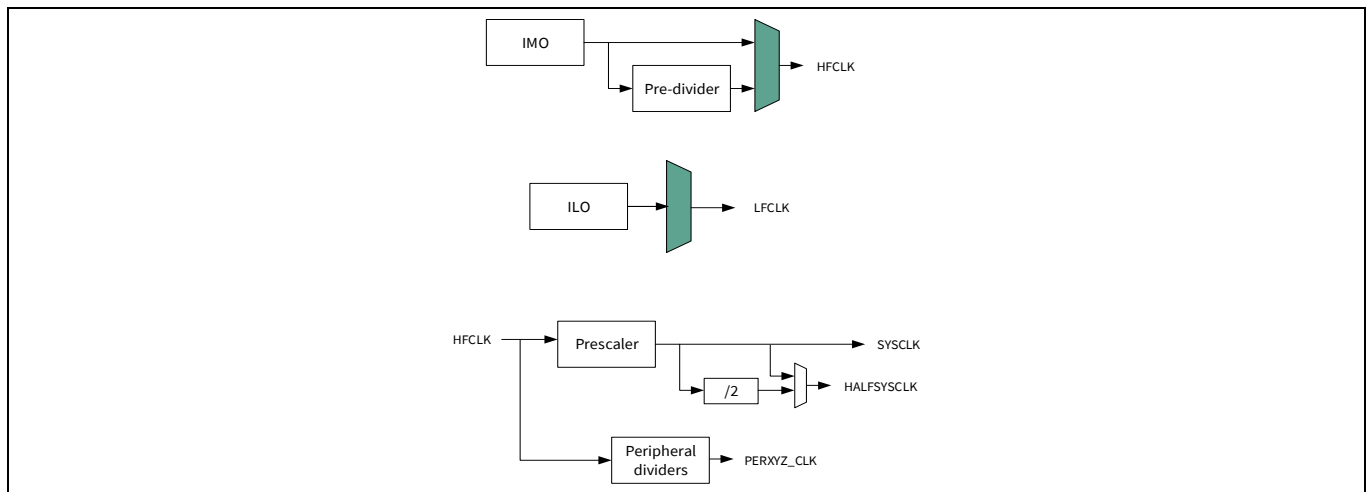 IMO
HFCLK
Pre-divider
ILO
LFCLK
HFCLK
Prescaler
SYSCLK
/2
HALFSYSCLK
Peripheral
dividers
PERXYZ_CLK